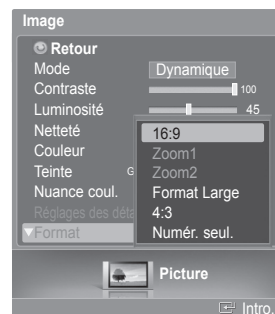 Image
Retour
Mode Dynamique
Contraste 100
Luminosité 45
Netteté
Couleur
Teinte G
Nuance coul.
Réglages des déta
Format
16:9
Zoom1
Zoom2
Format Large
4:3
Numér. seul.
Picture
Intro.